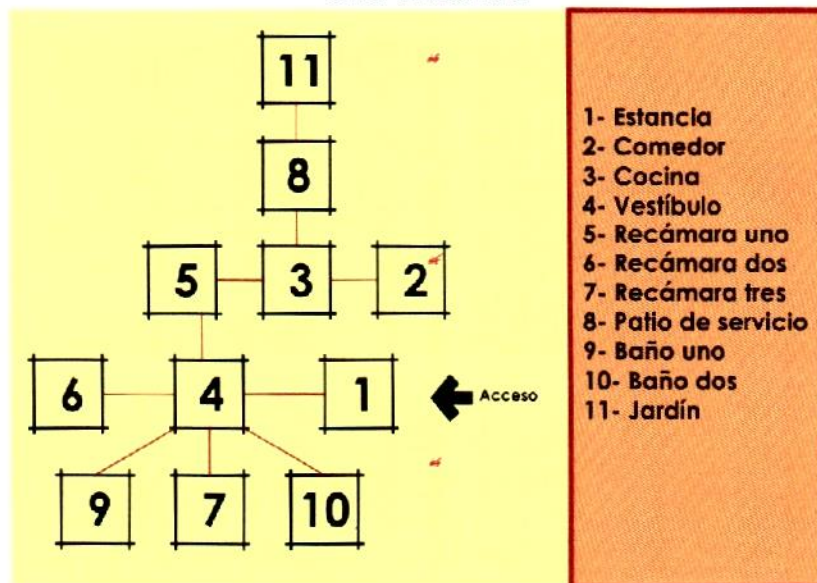 11
8
5 3 2
6 4 1 Acceso
9 7 10
1- Estancia
2- Comedor
3- Cocina
4- Vestíbulo
5- Recámara uno
6- Recámara dos
7- Recámara tres
8- Patio de servicio
9- Baño uno
10- Baño dos
11- Jardín